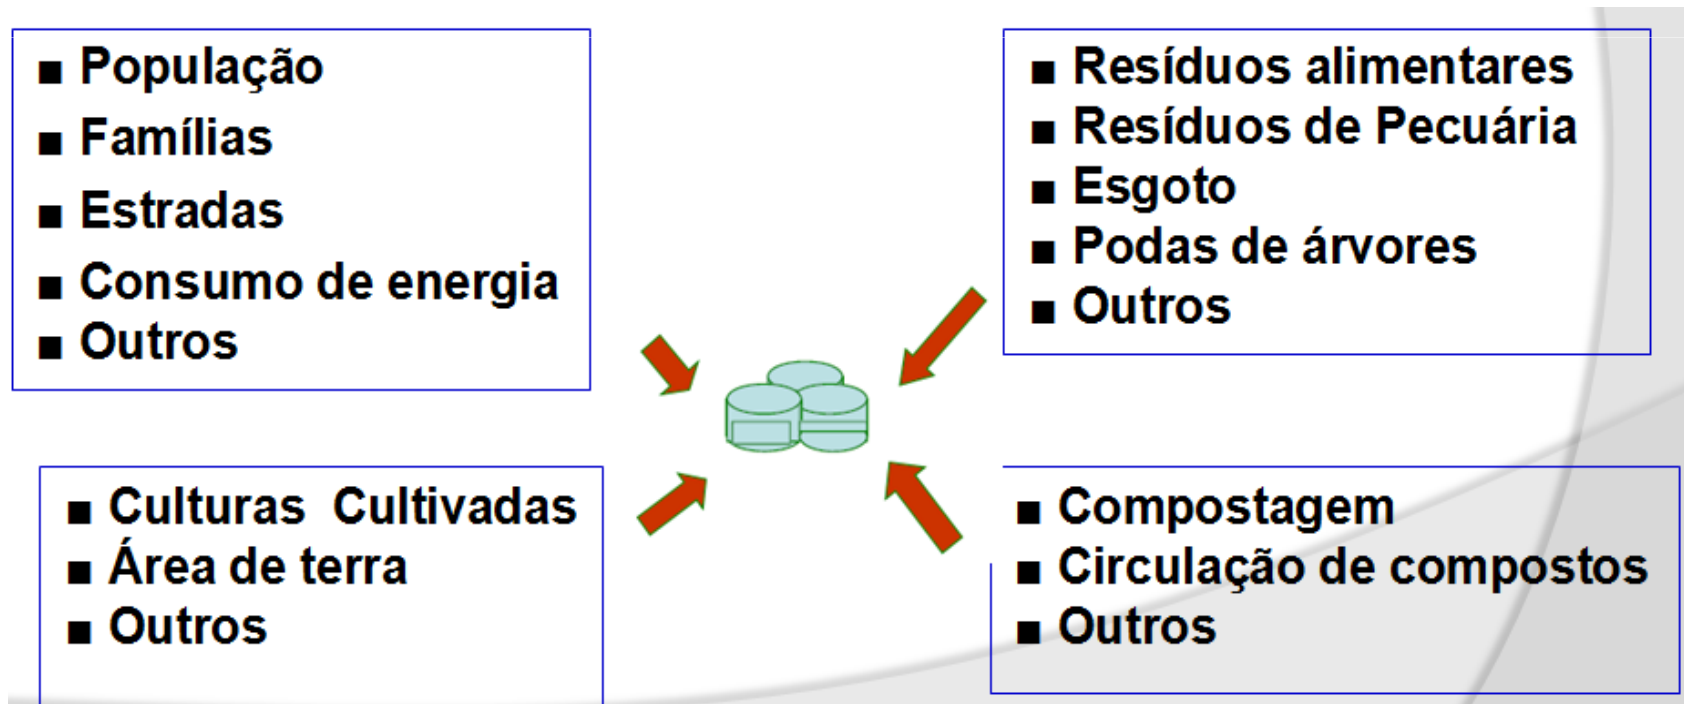 ■ População
■ Famílias
■ Estradas
■ Consumo de energia
■ Outros
■ Resíduos alimentares
■ Resíduos de Pecuária
■ Esgoto
■ Podas de árvores
■ Outros
■ Culturas Cultivadas
■ Área de terra
■ Outros
■ Compostagem
■ Circulação de compostos
■ Outros